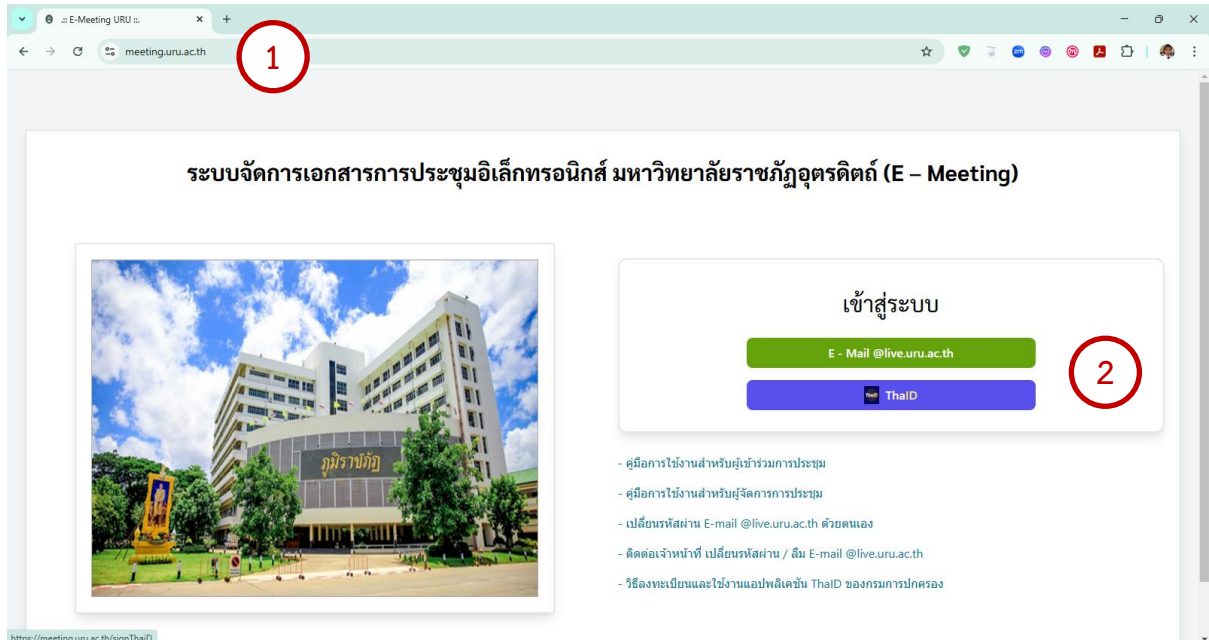 .:: E-Meeting URU ::.
meeting.uru.ac.th
1
zm
ระบบจัดการเอกสารการประชุมอิเล็กทรอนิกส์ มหาวิทยาลัยราชภัฏอุตรดิตถ์ (E – Meeting)
ภูมิราชภัฏ
เข้าสู่ระบบ
E - Mail @live.uru.ac.th
ThaID
2
- คู่มือการใช้งานสำหรับผู้เข้าร่วมการประชุม
- คู่มือการใช้งานสำหรับผู้จัดการการประชุม
- เปลี่ยนรหัสผ่าน E-mail @live.uru.ac.th ด้วยตนเอง
- ติดต่อเจ้าหน้าที่ เปลี่ยนรหัสผ่าน / ลืม E-mail @live.uru.ac.th
- วิธีลงทะเบียนและใช้งานแอปพลิเคชัน ThaID ของกรมการปกครอง
https://meeting.uru.ac.th/signThaiD